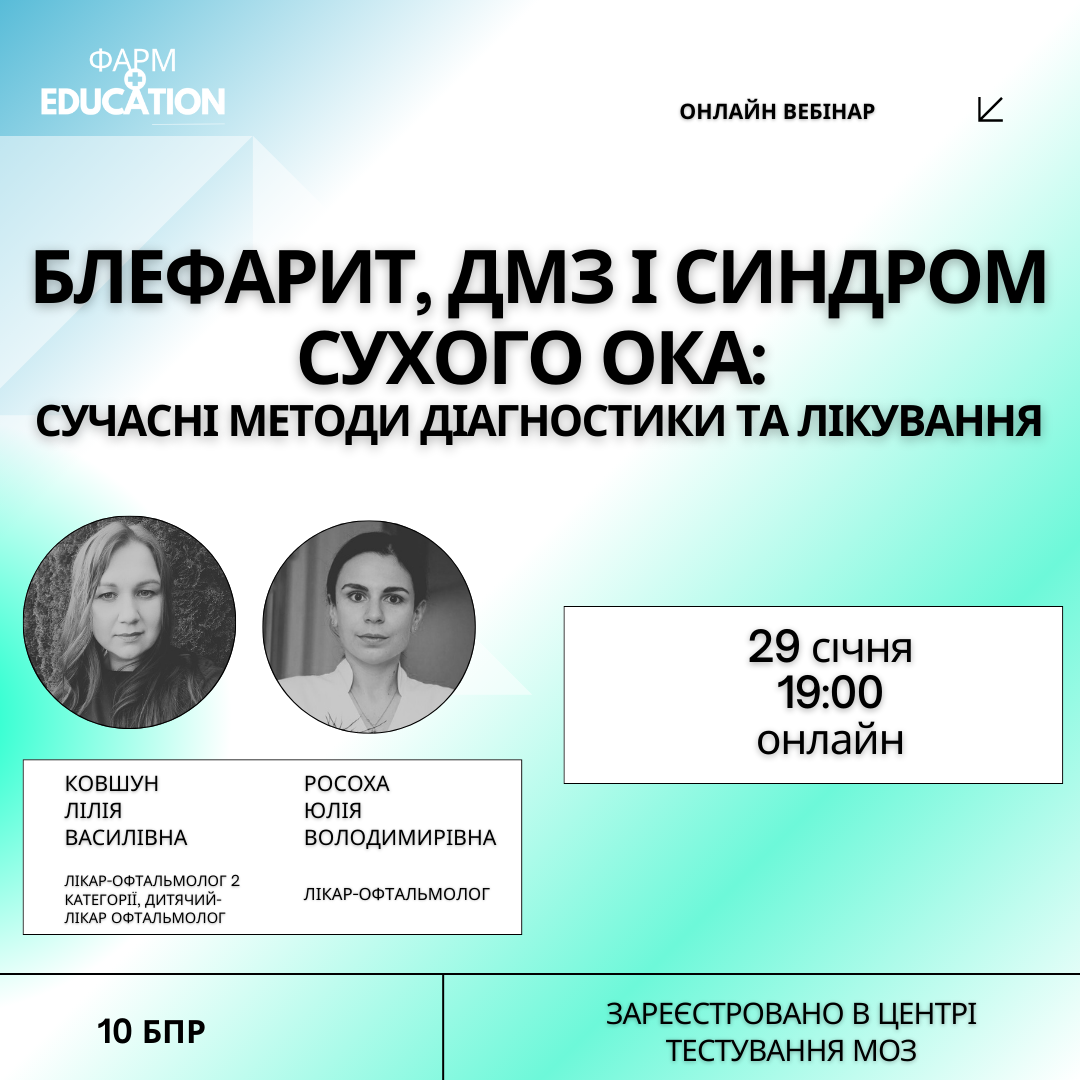 ФАРМ
EDUCATION
ОНЛАЙН ВЕБІНАР
БЛЕФАРИТ, ДМЗ І СИНДРОМ
СУХОГО ОКА:
СУЧАСНІ МЕТОДИ ДІАГНОСТИКИ ТА ЛІКУВАННЯ
29 січня
19:00
онлайн
КОВШУН
ЛІЛІЯ
ВАСИЛІВНА
ЛІКАР-ОФТАЛЬМОЛОГ 2
КАТЕГОРІЇ, ДИТЯЧИЙ-
ЛІКАР ОФТАЛЬМОЛОГ
РОСОХА
ЮЛІЯ
ВОЛОДИМИРІВНА
ЛІКАР-ОФТАЛЬМОЛОГ
10 БПР
ЗАРЕЄСТРОВАНО В ЦЕНТРІ
ТЕСТУВАННЯ МОЗ